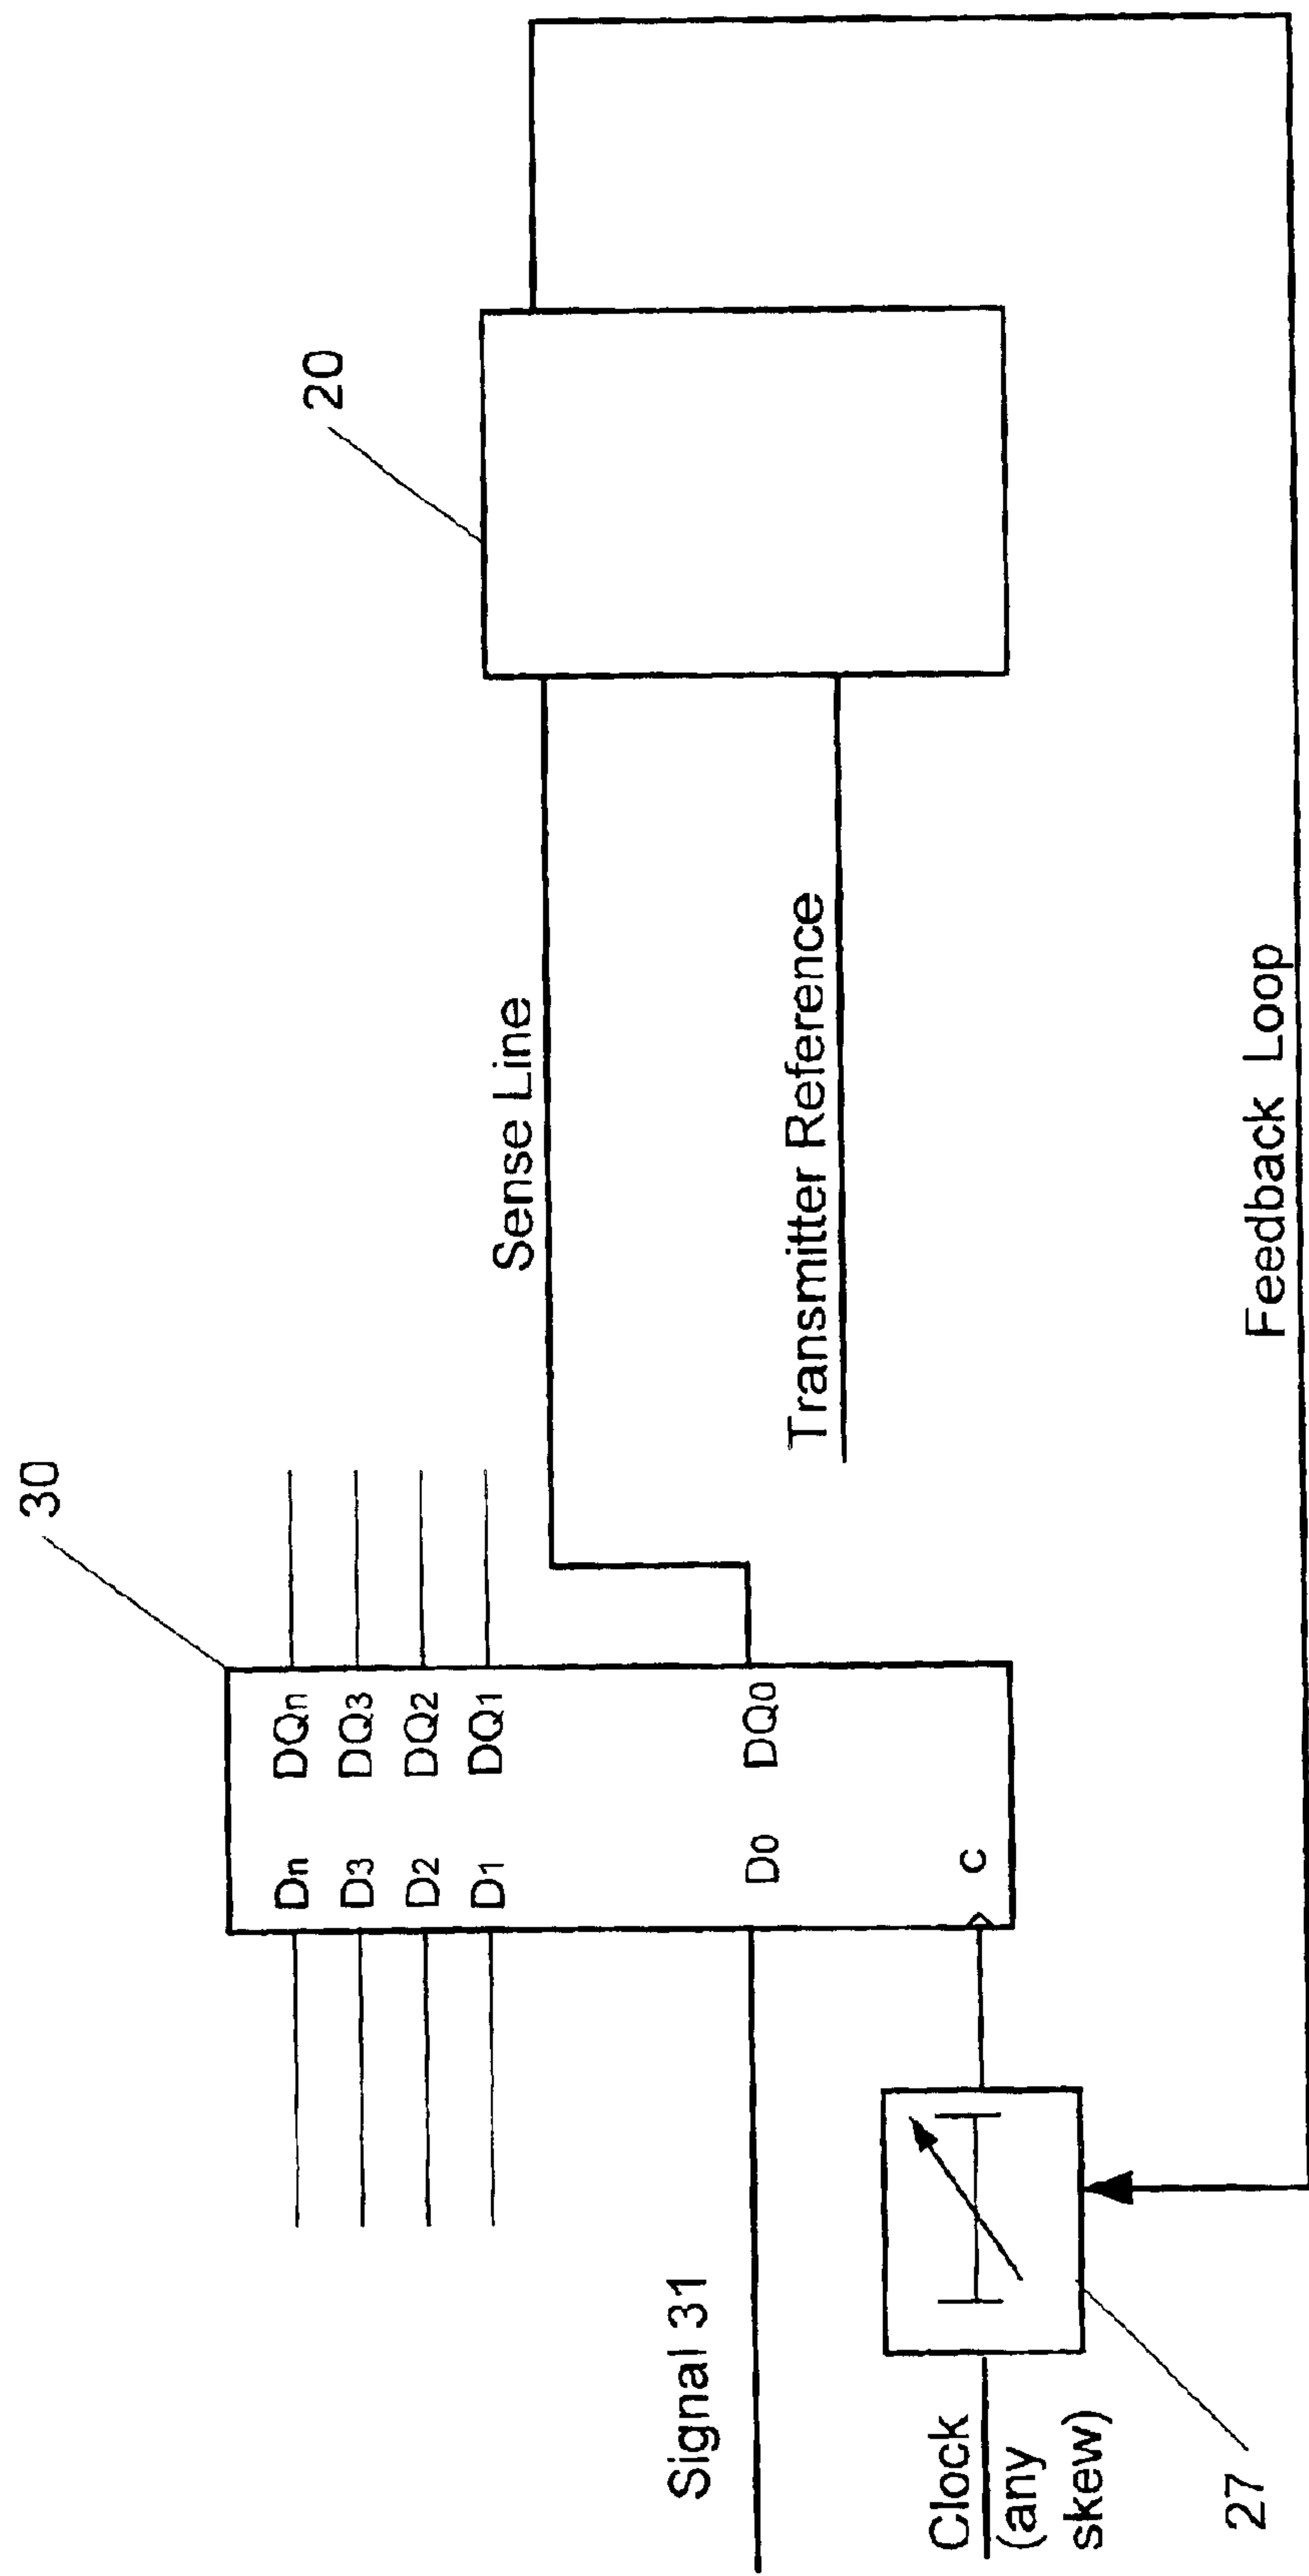 30
20
Dn DQn
D3 DQ3
D2 DQ2
D1 DQ1
Sense Line
Signal 31
D0 DQ0
Transmitter Reference
C
Clock
(any
skew)
27
Feedback Loop